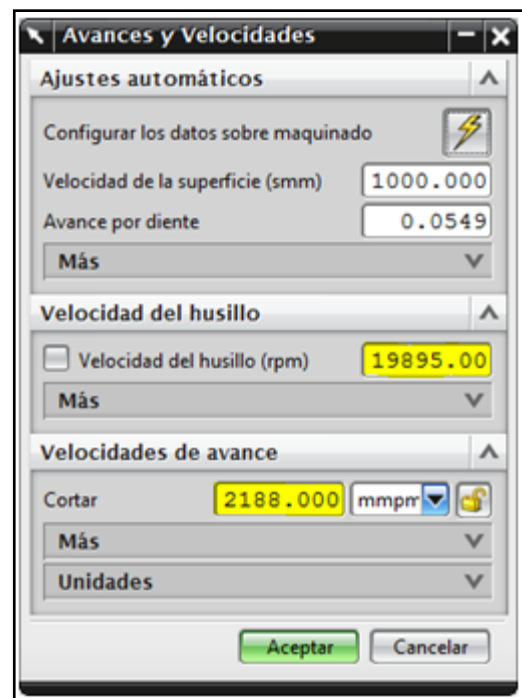 Avances y Velocidades
Ajustes automáticos
Configurar los datos sobre maquinado
Velocidad de la superficie (smm) 1000.000
Avance por diente 0.0549
Más
Velocidad del husillo
Velocidad del husillo (rpm) 19895.00
Más
Velocidades de avance
Cortar 2188.000 mmpm
Más
Unidades
Aceptar Cancelar